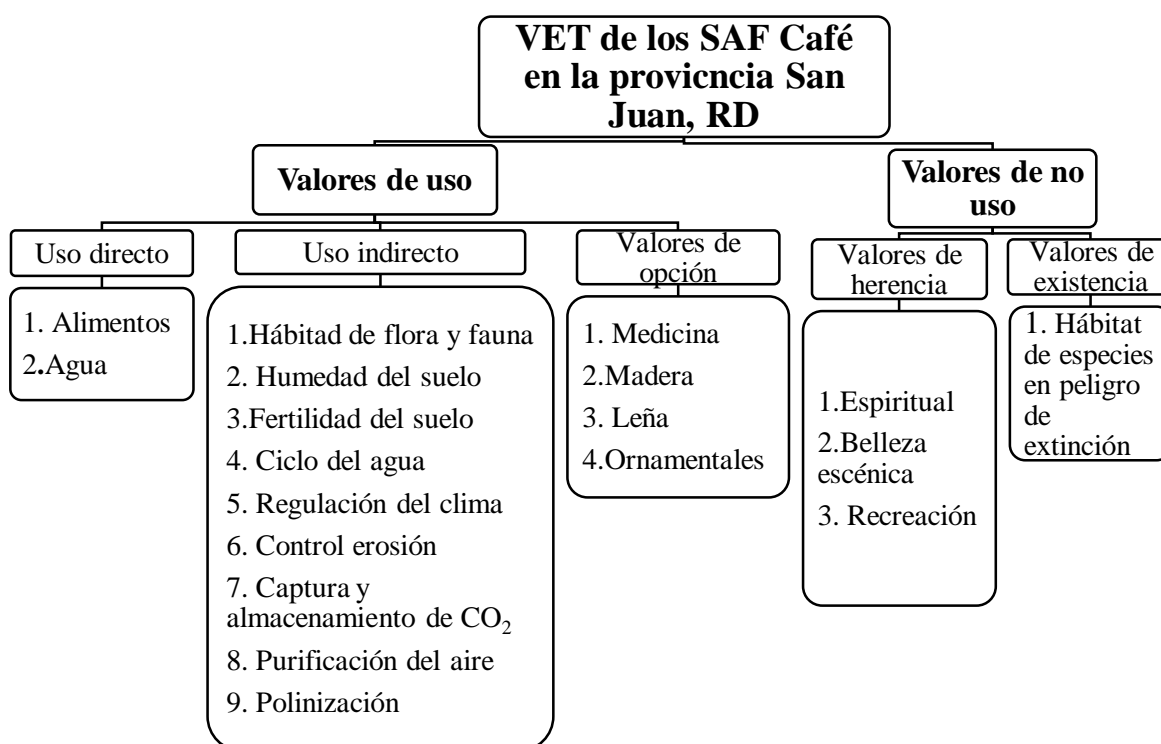 VET de los SAF Café
en la provicncia San
Juan, RD
Valores de uso
Valores de no
uso
Uso directo
Uso indirecto
Valores de
opción
Valores de
herencia
Valores de
existencia
1. Alimentos
2.Agua
1.Hábitad de flora y fauna
2. Humedad del suelo
3.Fertilidad del suelo
4. Ciclo del agua
5. Regulación del clima
6. Control erosión
7. Captura y
almacenamiento de CO₂
8. Purificación del aire
9. Polinización
1. Medicina
2.Madera
3. Leña
4.Ornamentales
1.Espiritual
2.Belleza
escénica
3. Recreación
1. Hábitat
de especies
en peligro
de
extinción